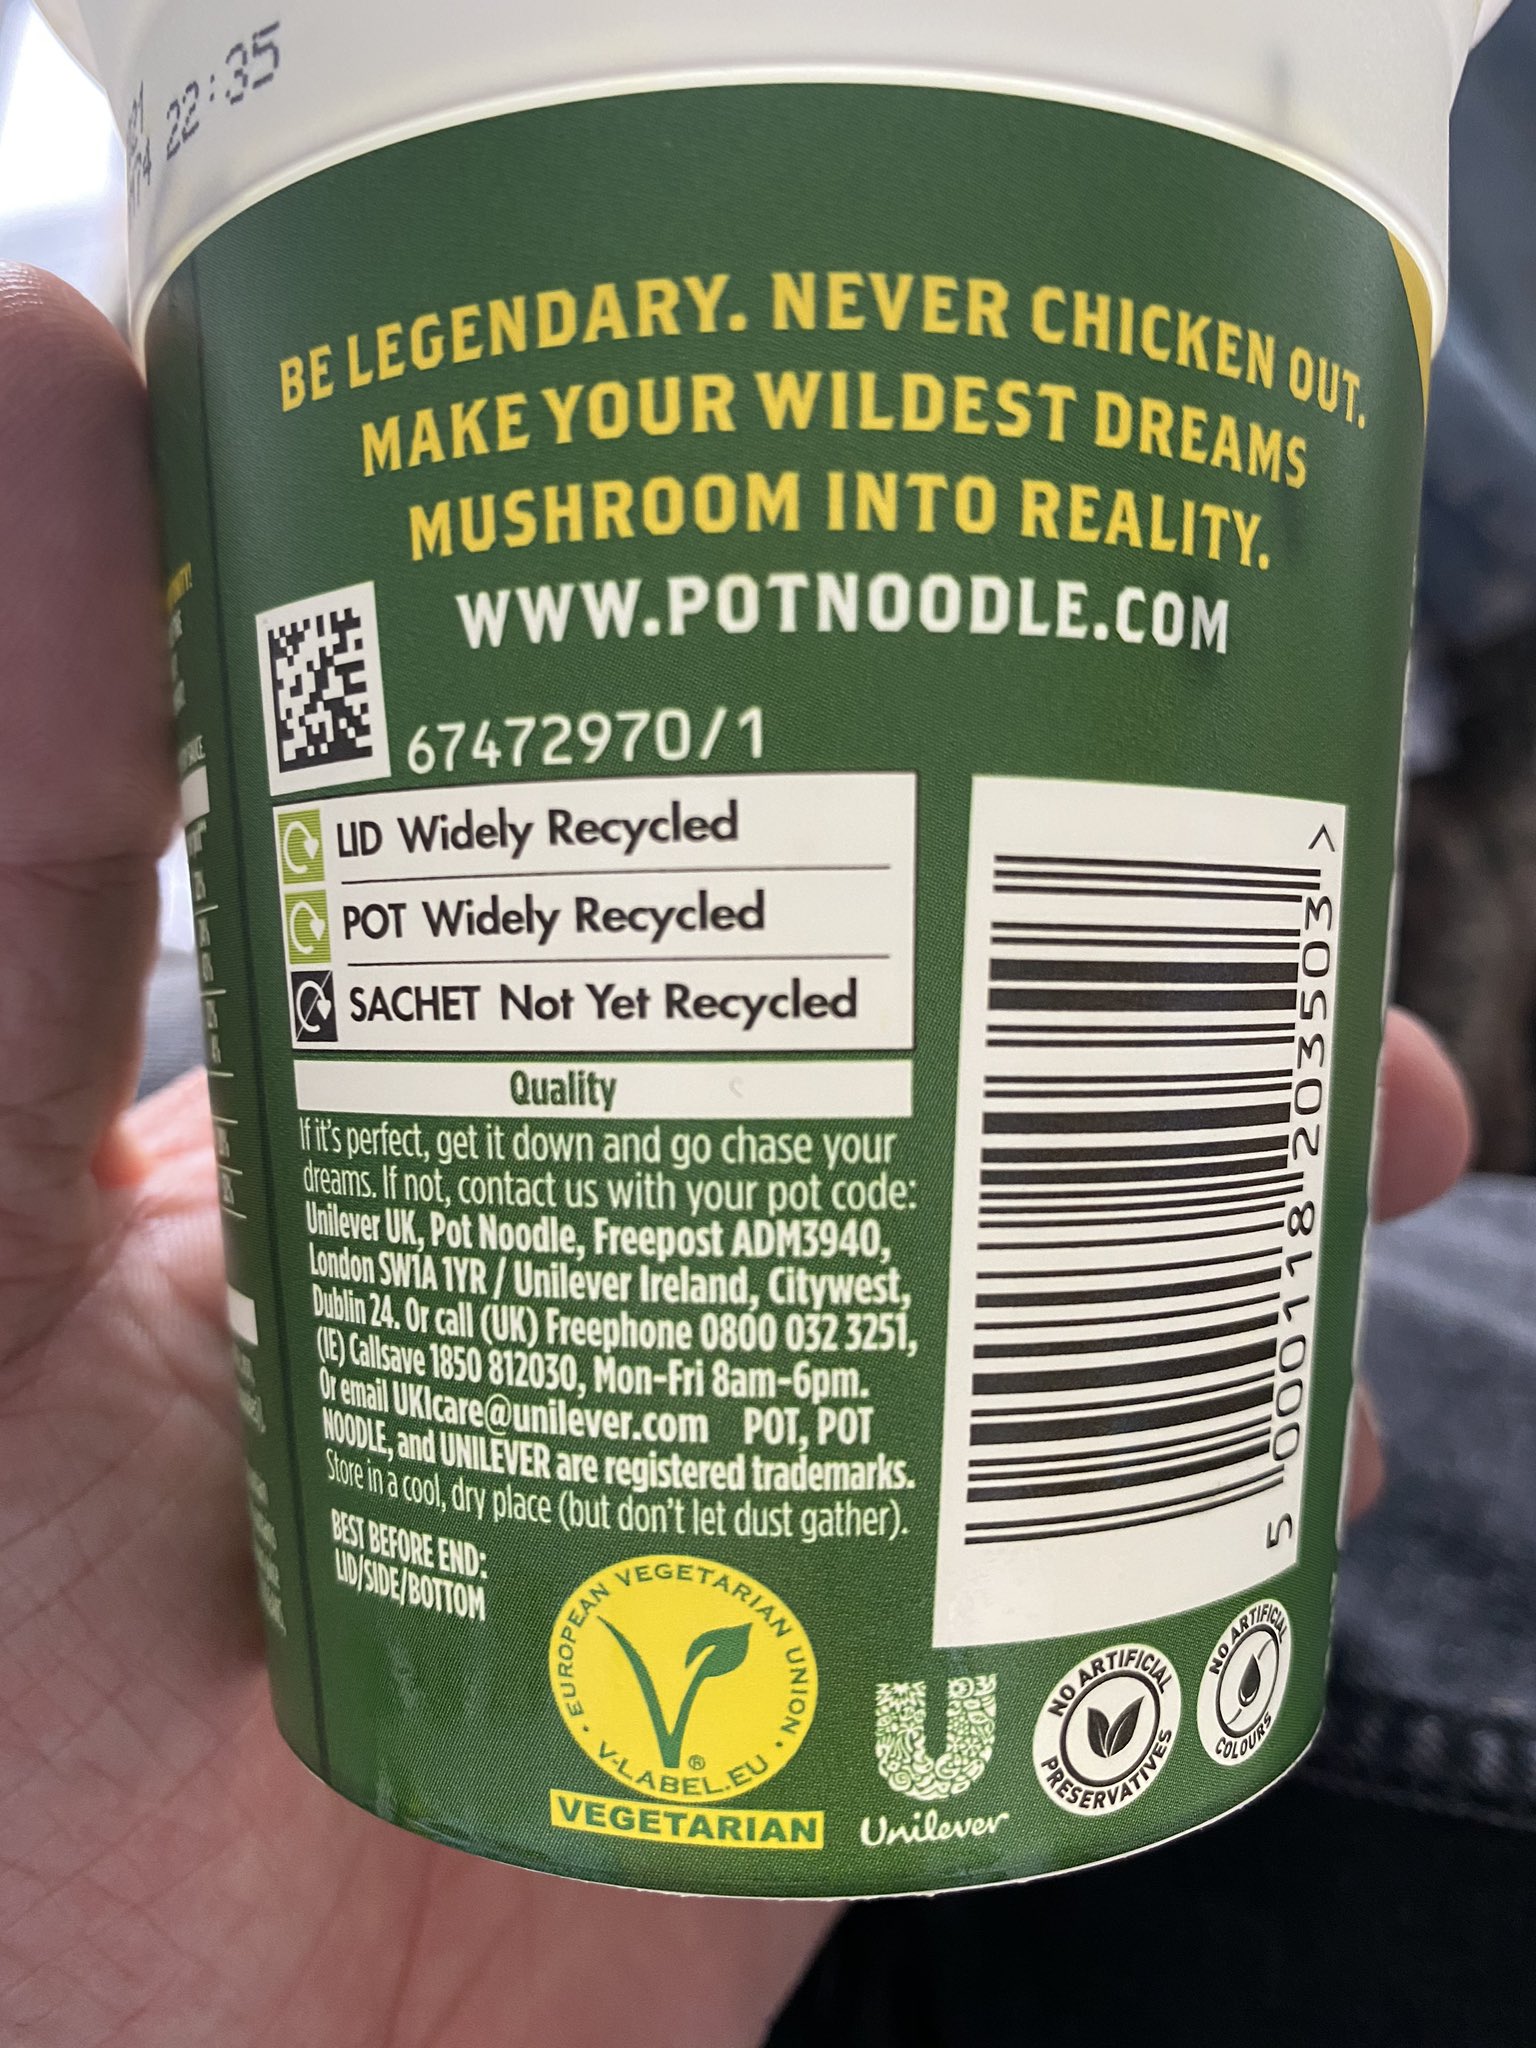 22:35
BE LEGENDARY. NEVER CHICKEN OUT.
MAKE YOUR WILDEST DREAMS
MUSHROOM INTO REALITY.
WWW.POTNOODLE.COM
67472970/1
LID Widely Recycled
POT Widely Recycled
SACHET Not Yet Recycled
Quality
If it's perfect, get it down and go chase your
dreams. If not, contact us with your pot code:
Unilever UK, Pot Noodle, Freepost ADM3940,
London SW1A 1YR / Unilever Ireland, Citywest,
Dublin 24. Or call (UK) Freephone 0800 032 3251,
(IE) Callsave 1850 812030, Mon-Fri 8am-6pm.
Or email UKIcare@unilever.com POT, POT
NOODLE, and UNILEVER are registered trademarks.
Store in a cool, dry place (but don't let dust gather).
BEST BEFORE END:
LID/SIDE/BOTTOM
5 000118 203503 >
• EUROPEAN VEGETARIAN UNION •
V-LABEL.EU
®
VEGETARIAN
Unilever
NO ARTIFICIAL
PRESERVATIVES
NO ARTIFICIAL
COLOURS